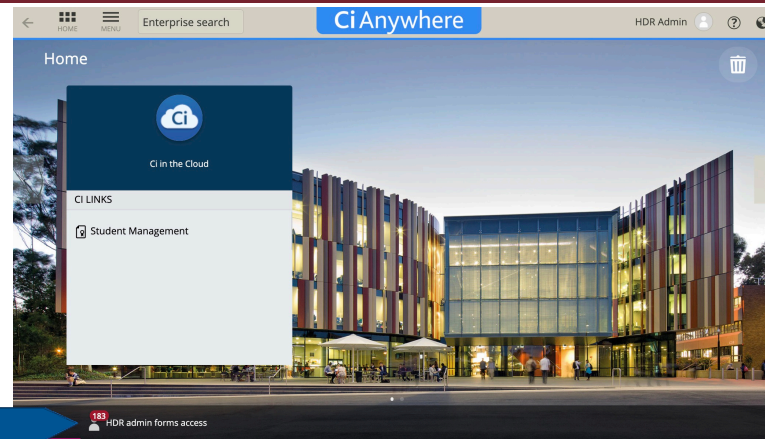 HOME
MENU
Enterprise search
Ci Anywhere
HDR Admin
?
Home
Ci
Ci in the Cloud
CI LINKS
Student Management
183
HDR admin forms access